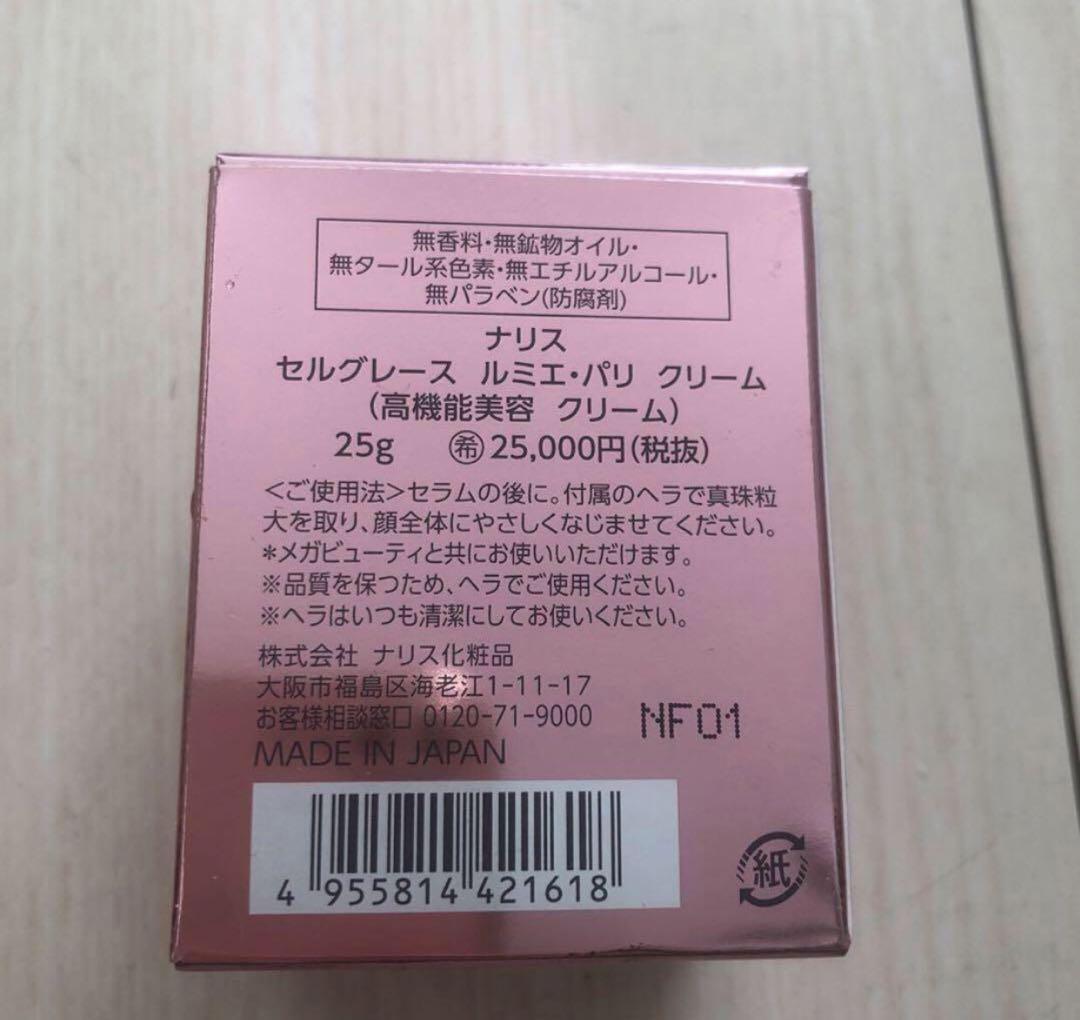 無香料・無鉱物オイル・
無タール系色素・無エチルアルコール・
無パラベン(防腐剤)
ナリス
セルグレース ルミエ・パリ クリーム
(高機能美容 クリーム)
25g ㊝25,000円(税抜)
<ご使用法>セラムの後に。付属のヘラで真珠粒
大を取り、顔全体にやさしくなじませてください。
*メガビューティと共にお使いいただけます。
※品質を保つため、ヘラでご使用ください。
※ヘラはいつも清潔にしてお使いください。
株式会社 ナリス化粧品
大阪市福島区海老江1-11-17
お客様相談窓口 0120-71-9000
NF01
MADE IN JAPAN
4 955814 421618
紙